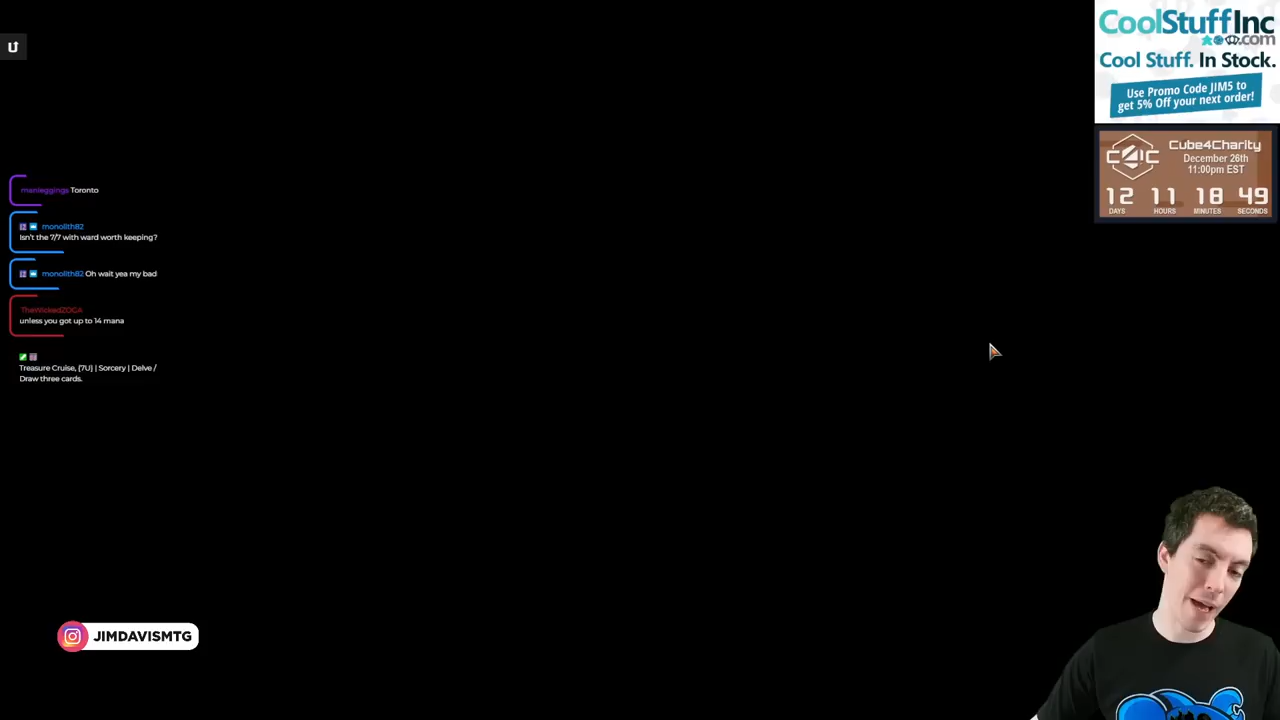 CoolStuffInc
.com
Cool Stuff. In Stock.
Use Promo Code JIM5 to
get 5% Off your next order!
C4C
Cube4Charity
December 26th
11:00pm EST
12 11 18 49
DAYS HOURS MINUTES SECONDS
manleggings Toronto
monolith82
Isn't the 7/7 with ward worth keeping?
monolith82 Oh wait yea my bad
TheWickedZOGA
unless you got up to 14 mana
Treasure Cruise, {7U} | Sorcery | Delve /
Draw three cards.
JIMDAVISMTG